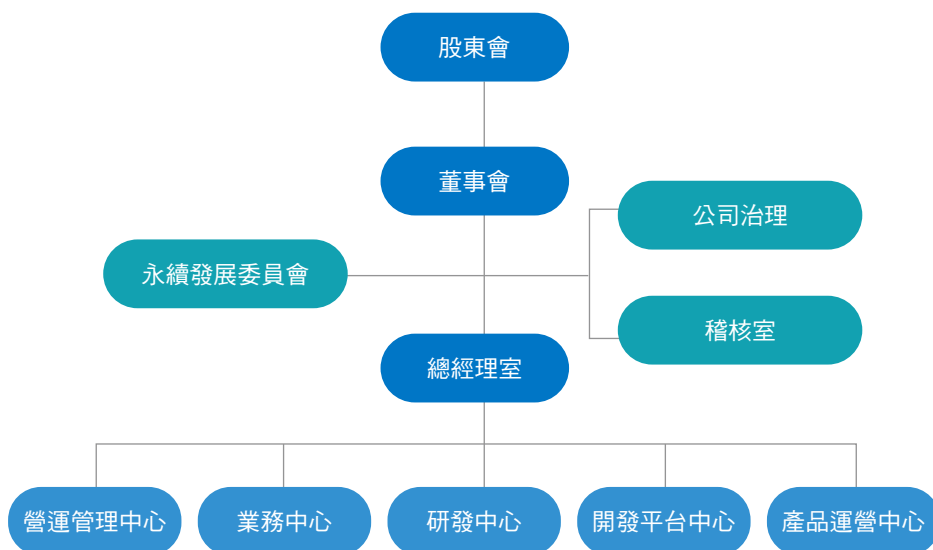 股東會
董事會
公司治理
永續發展委員會
稽核室
總經理室
營運管理中心
業務中心
研發中心
開發平台中心
產品運營中心